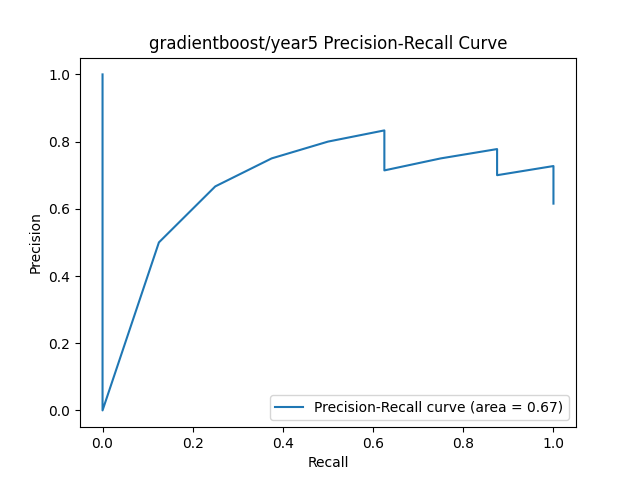 gradientboost/year5 Precision-Recall Curve
1.0
0.8
0.6
0.4
0.2
0.0
Precision
Precision-Recall curve (area = 0.67)
0.0 0.2 0.4 0.6 0.8 1.0
Recall